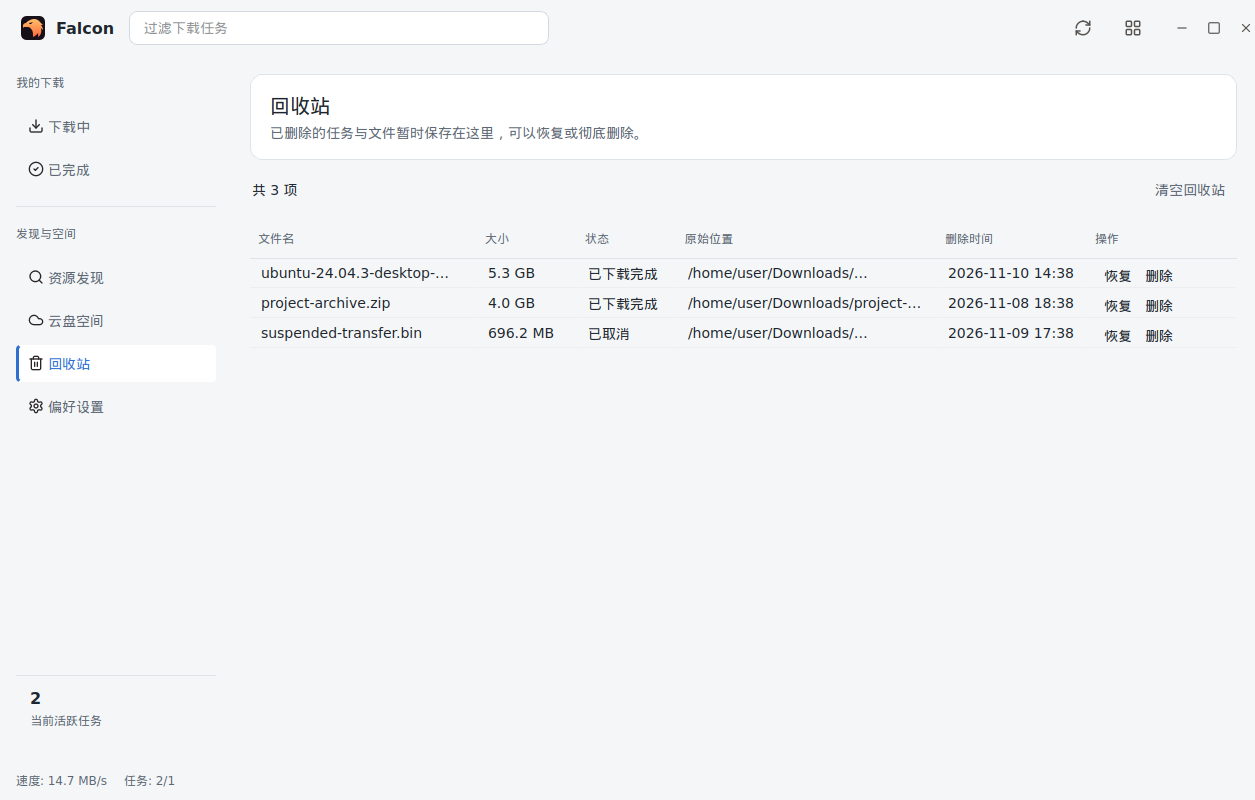 Falcon
过滤下载任务
我的下载
下载中
已完成
发现与空间
资源发现
云盘空间
回收站
偏好设置
2
当前活跃任务
速度: 14.7 MB/s 任务: 2/1
回收站
已删除的任务与文件暂时保存在这里，可以恢复或彻底删除。
共 3 项 清空回收站
文件名 大小 状态 原始位置 删除时间 操作
ubuntu-24.04.3-desktop-… 5.3 GB 已下载完成 /home/user/Downloads/… 2026-11-10 14:38 恢复 删除
project-archive.zip 4.0 GB 已下载完成 /home/user/Downloads/project-… 2026-11-08 18:38 恢复 删除
suspended-transfer.bin 696.2 MB 已取消 /home/user/Downloads/… 2026-11-09 17:38 恢复 删除